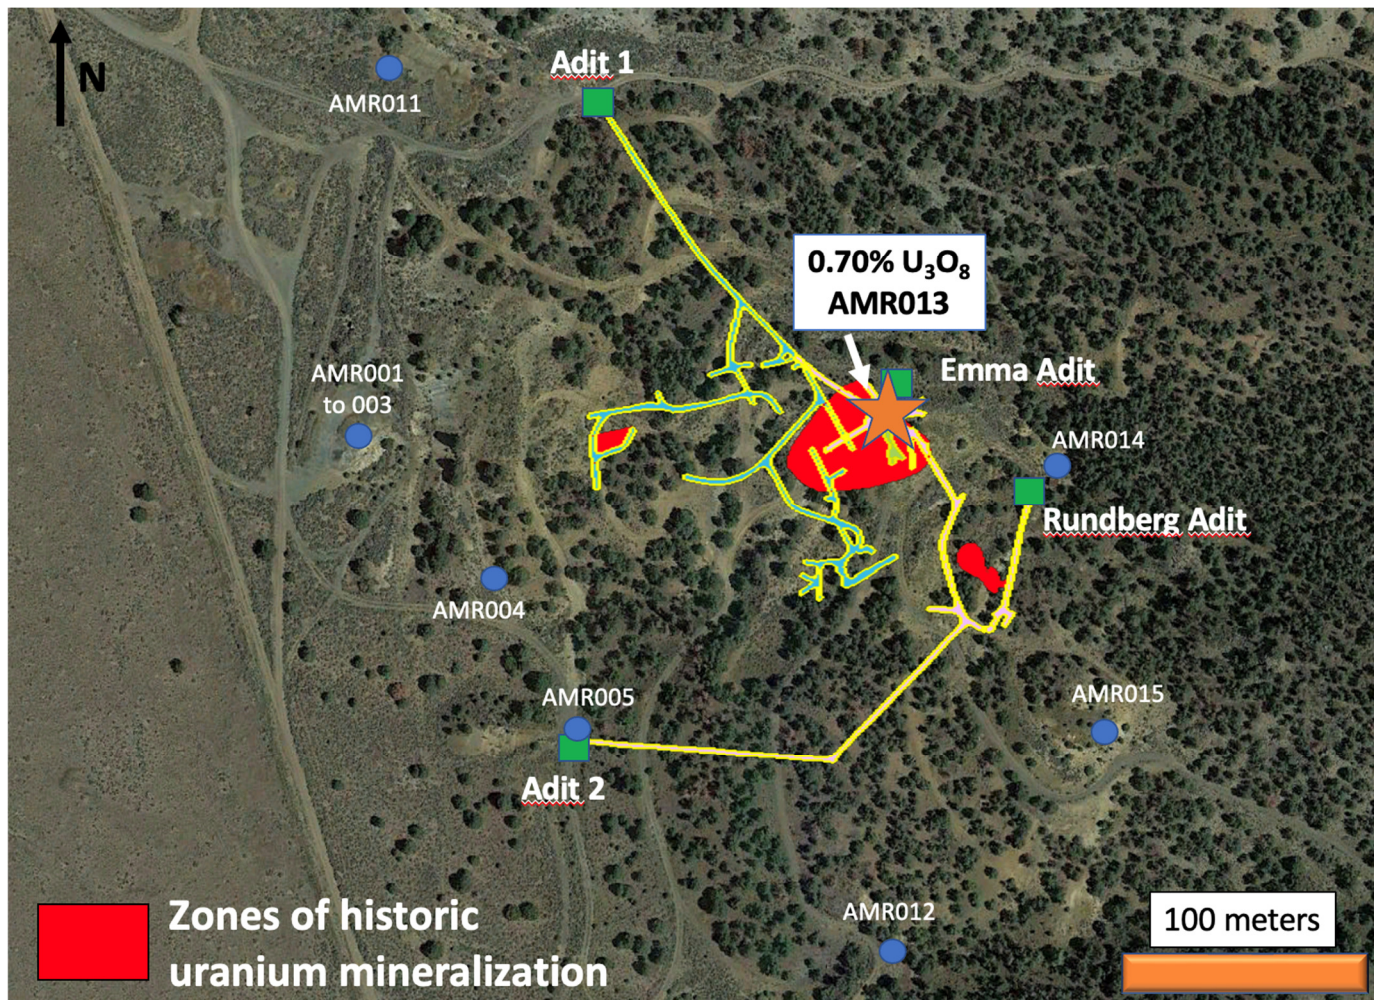 N
AMR011
Adit 1
0.70% U₃O₈
AMR013
Emma Adit
AMR001
to 003
AMR014
Rundberg Adit
AMR004
AMR005
AMR015
Adit 2
AMR012
Zones of historic
uranium mineralization
100 meters